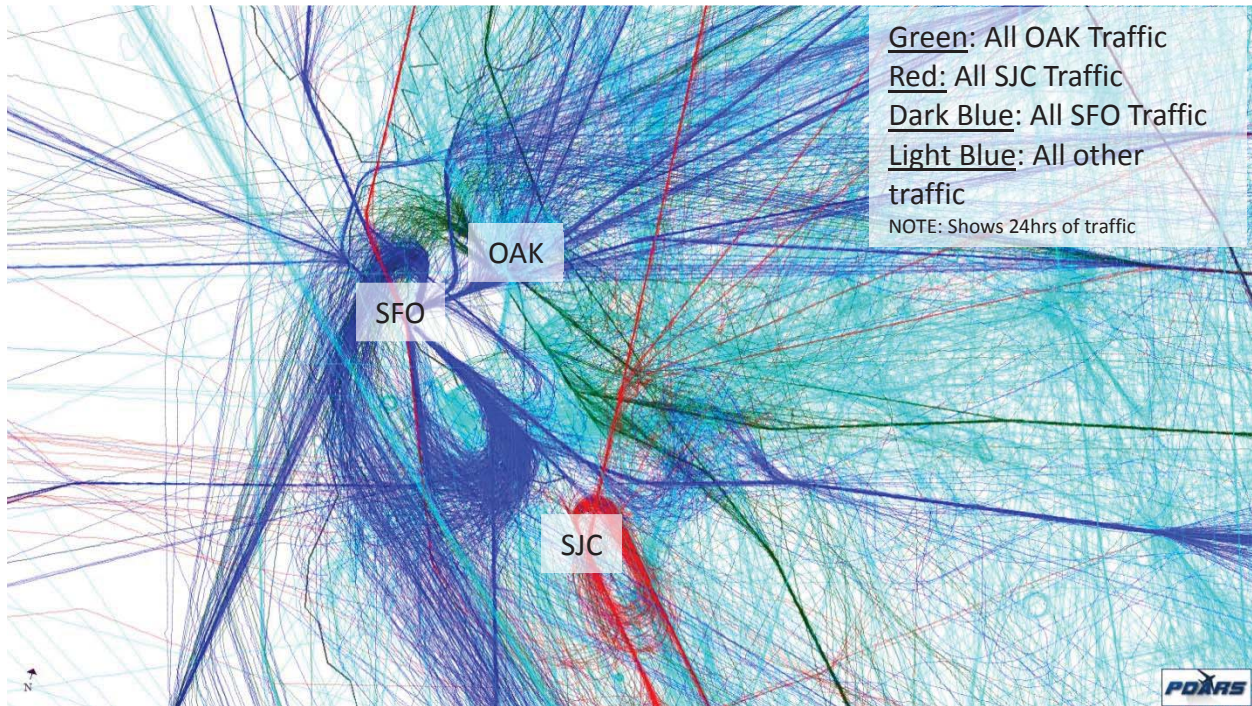 Green: All OAK Traffic
Red: All SJC Traffic
Dark Blue: All SFO Traffic
Light Blue: All other
traffic
NOTE: Shows 24hrs of traffic
OAK
SFO
SJC
N
PDARS